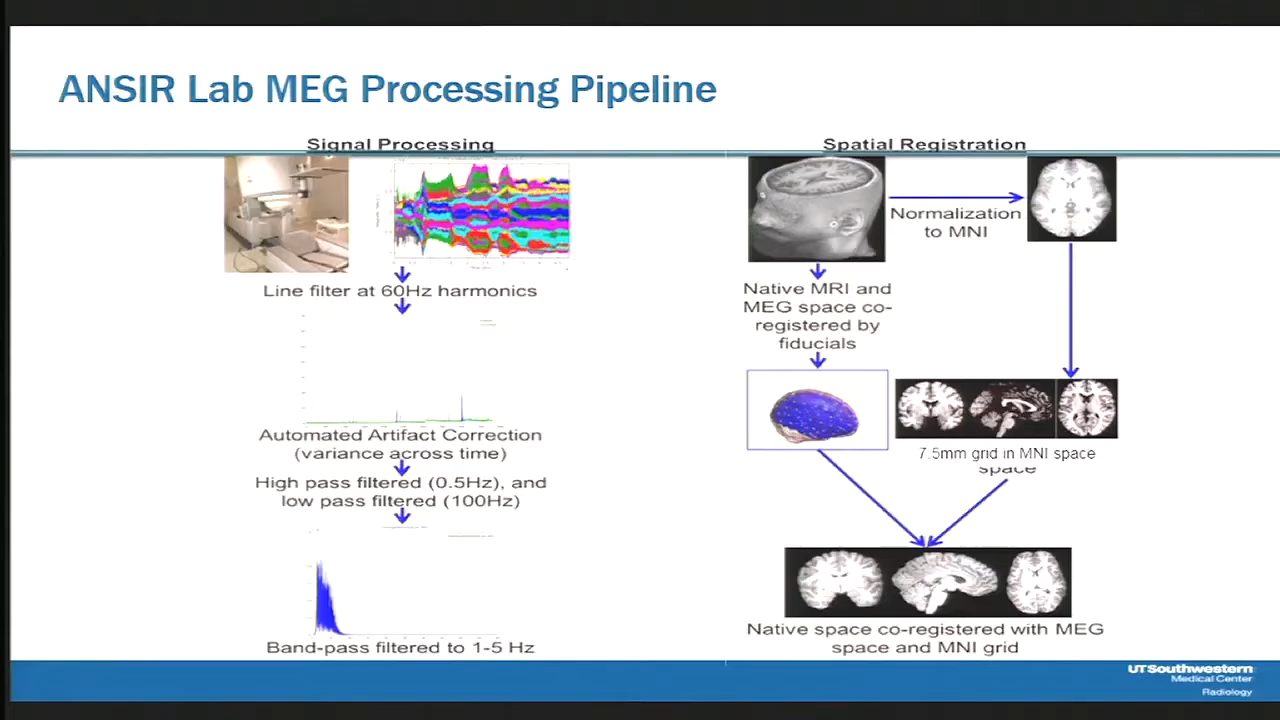 ANSIR Lab MEG Processing Pipeline
Signal Processing
Line filter at 60Hz harmonics
Automated Artifact Correction
(variance across time)
High pass filtered (0.5Hz), and
low pass filtered (100Hz)
Band-pass filtered to 1-5 Hz
Spatial Registration
Normalization
to MNI
Native MRI and
MEG space co-
registered by
fiducials
7.5mm grid in MNI space
space
Native space co-registered with MEG
space and MNI grid
UTSouthwestern
Medical Center
Radiology